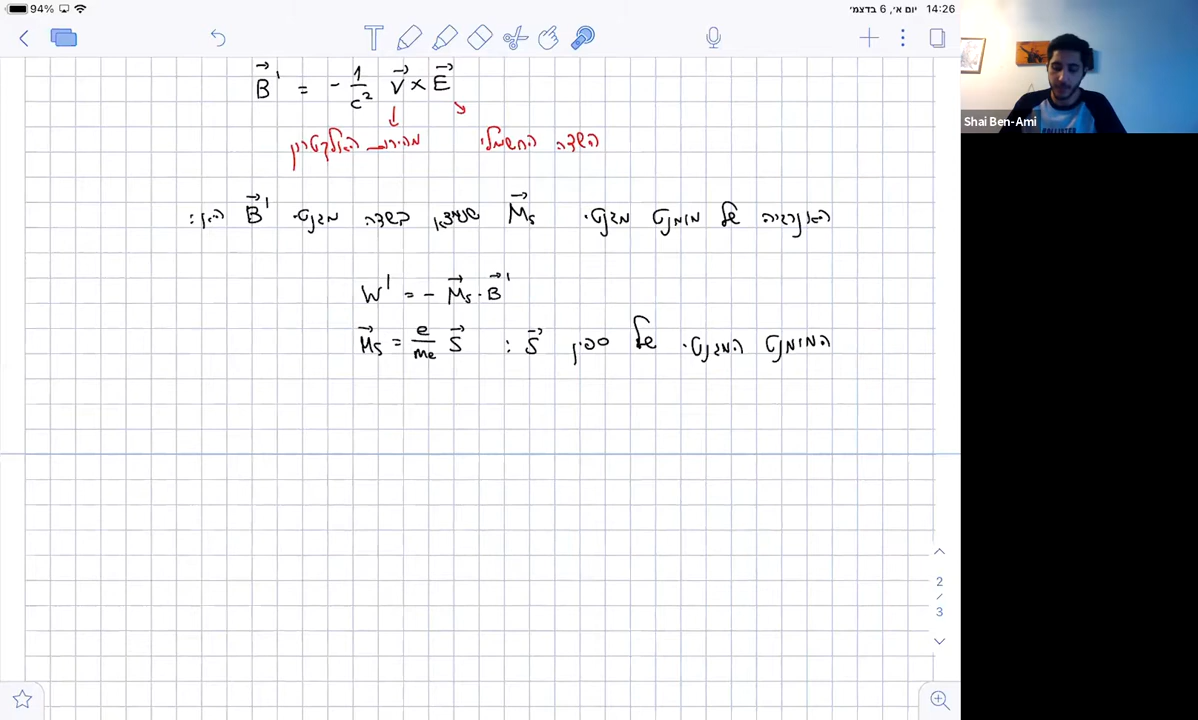 94% 14:26 יום א׳, 6 בדצמ׳
Shai Ben-Ami
B⃗' = - 1/c² V⃗ × E⃗
מהירות האלקטרון השדה החשמלי
האנרגיה של מומנט מגנטי M⃗s שנמצא בשדה מגנטי B⃗' הוא:
W' = - M⃗s · B⃗'
המומנט המגנטי של ספין S⃗ : M⃗s = e/me S⃗
2
/
3